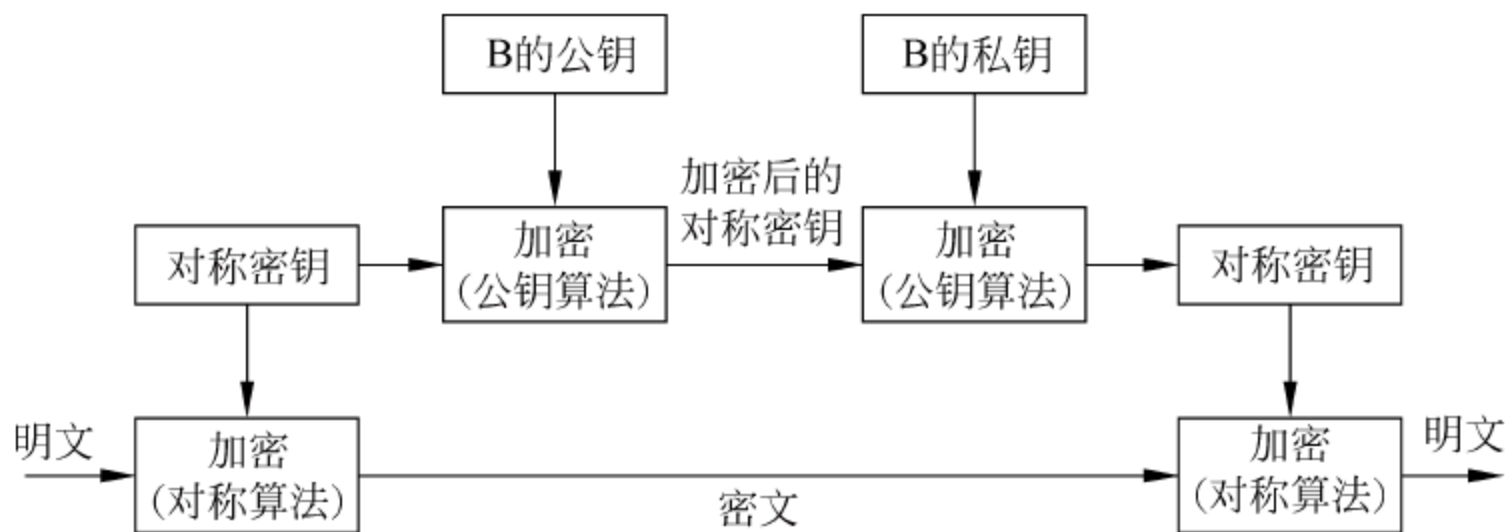 B的公钥
B的私钥
加密后的
对称密钥
对称密钥
加密
(公钥算法)
加密
(公钥算法)
对称密钥
明文
加密
(对称算法)
密文
加密
(对称算法)
明文